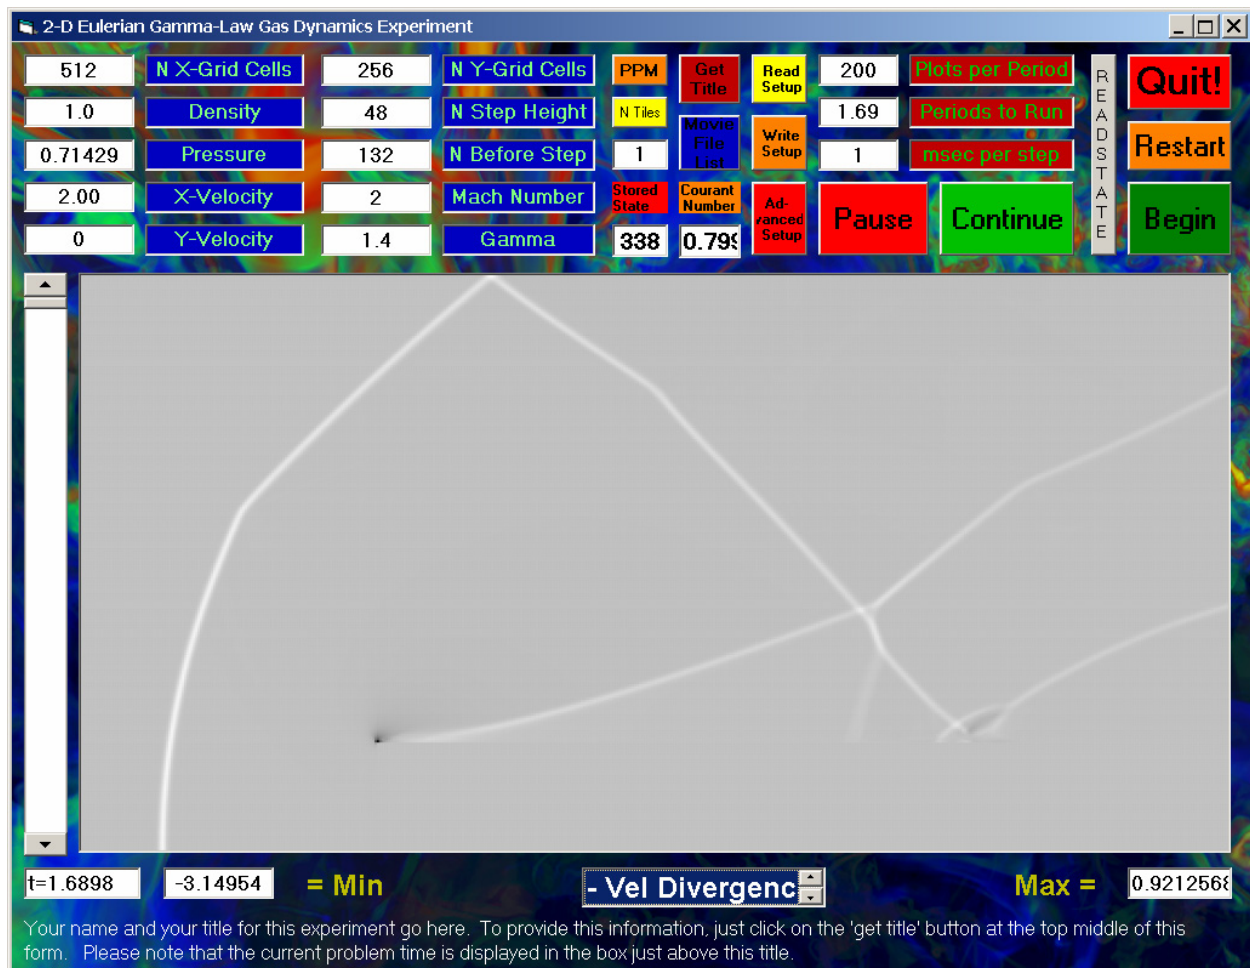 2-D Eulerian Gamma-Law Gas Dynamics Experiment
512 N X-Grid Cells 256 N Y-Grid Cells PPM Get Title Read Setup 200 Plots per Period READSTATE Quit!
1.0 Density 48 N Step Height N Tiles Movie File List Write Setup 1.69 Periods to Run Restart
0.71429 Pressure 132 N Before Step 1 1 msec per step
2.00 X-Velocity 2 Mach Number Stored State Courant Number Ad-vanced Setup Pause Continue Begin
0 Y-Velocity 1.4 Gamma 338 0.799
t=1.6898 -3.14954 = Min - Vel Divergenc Max = 0.9212568
Your name and your title for this experiment go here. To provide this information, just click on the 'get title' button at the top middle of this
form. Please note that the current problem time is displayed in the box just above this title.